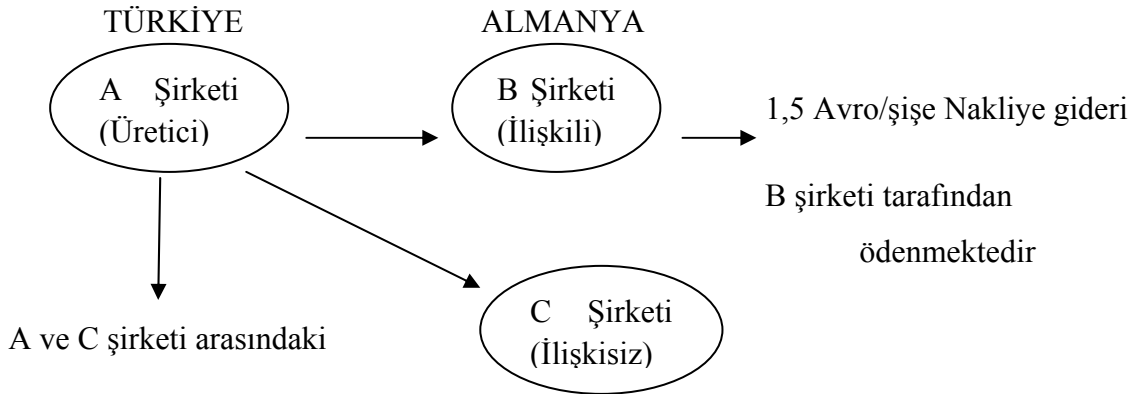 TÜRKİYE
ALMANYA
A Şirketi
(Üretici)
B Şirketi
(İlişkili)
1,5 Avro/şişe Nakliye gideri
B şirketi tarafından
ödenmektedir
C Şirketi
(İlişkisiz)
A ve C şirketi arasındaki